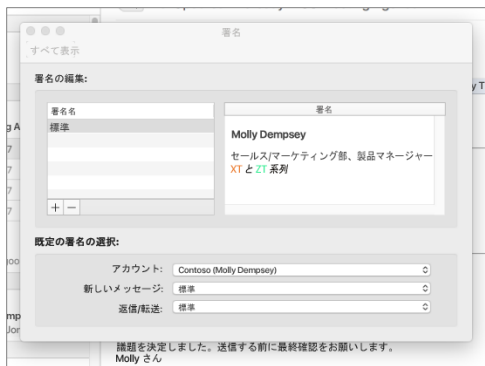 署名
すべて表示
署名の編集:
署名名
標準
署名
Molly Dempsey
セールス/マーケティング部、製品マネージャー
XT と ZT 系列
+ −
既定の署名の選択:
アカウント: Contoso (Molly Dempsey)
新しいメッセージ: 標準
返信/転送: 標準
議題を決定しました。送信する前に最終確認をお願いします。
Molly さん